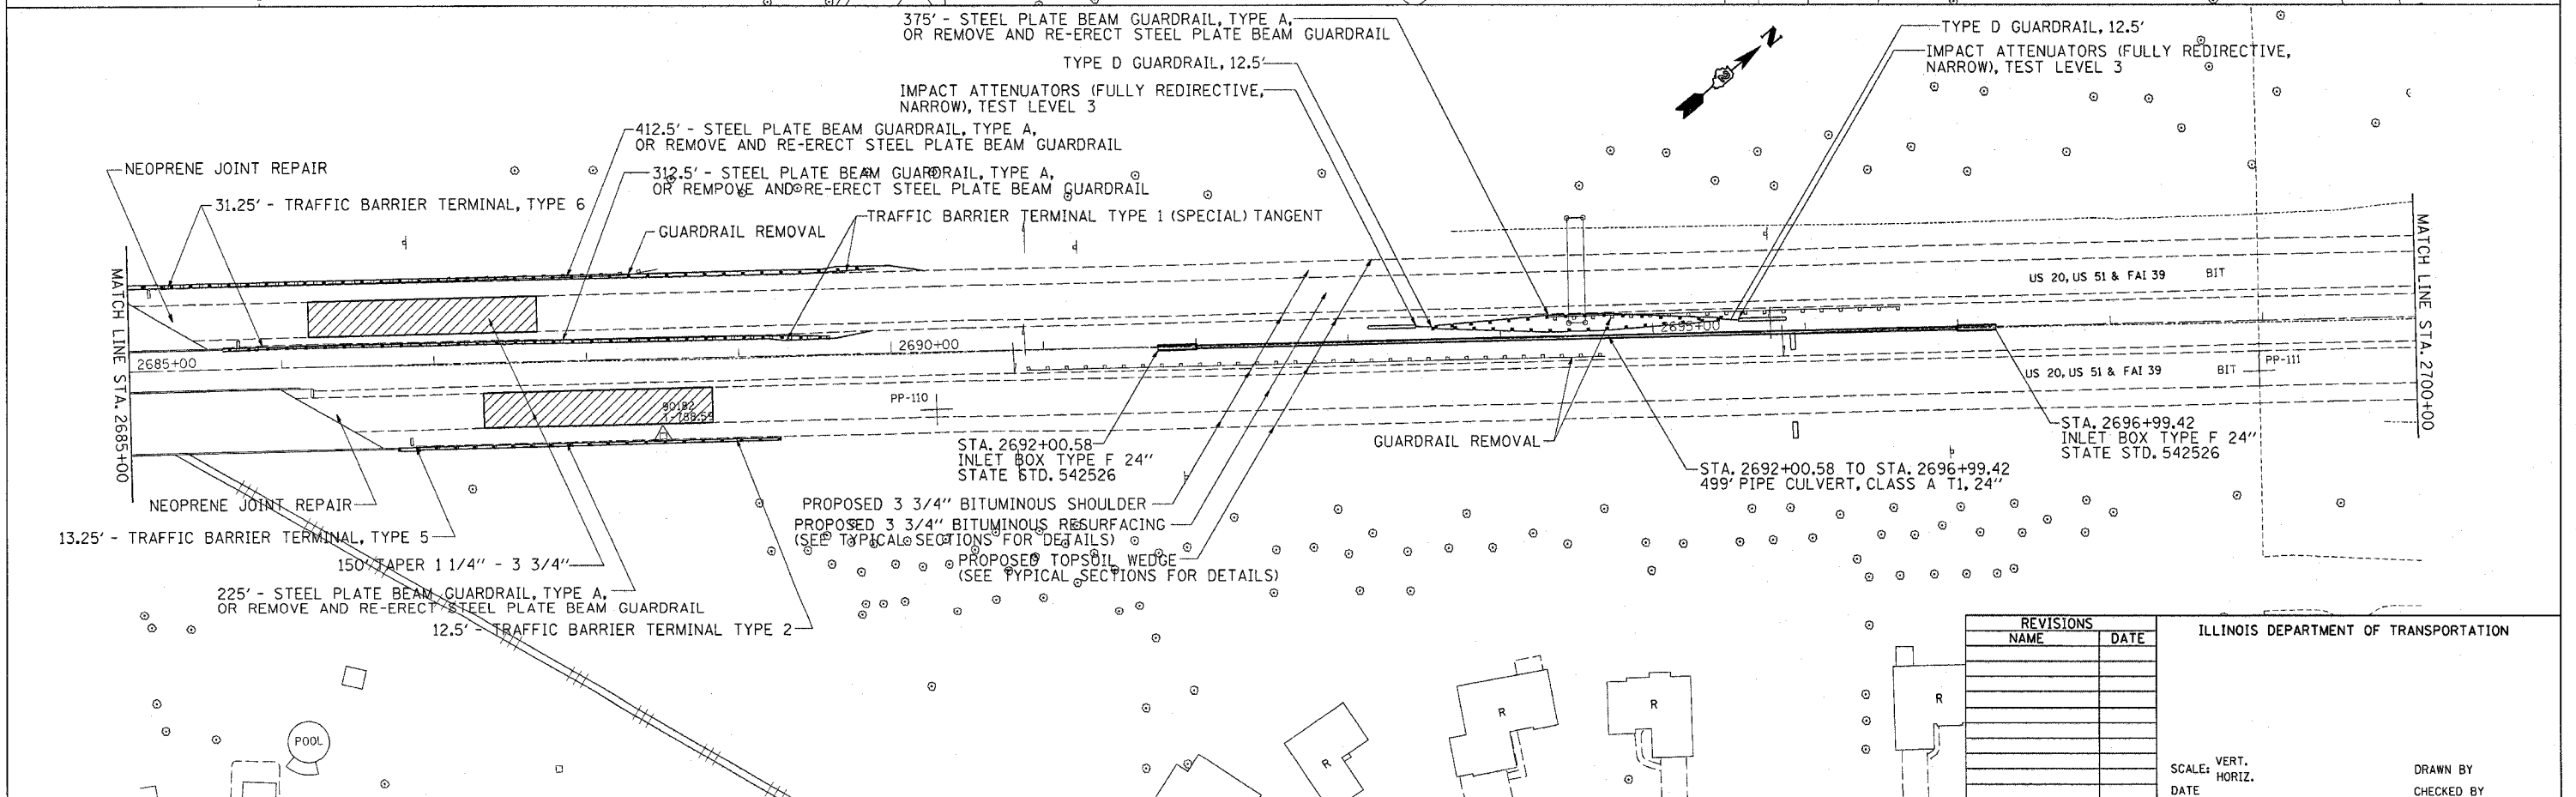 375' - STEEL PLATE BEAM GUARDRAIL, TYPE A,
OR REMOVE AND RE-ERECT STEEL PLATE BEAM GUARDRAIL
TYPE D GUARDRAIL, 12.5'
IMPACT ATTENUATORS (FULLY REDIRECTIVE,
NARROW), TEST LEVEL 3
N
TYPE D GUARDRAIL, 12.5'
IMPACT ATTENUATORS (FULLY REDIRECTIVE,
NARROW), TEST LEVEL 3
412.5' - STEEL PLATE BEAM GUARDRAIL, TYPE A,
OR REMOVE AND RE-ERECT STEEL PLATE BEAM GUARDRAIL
312.5' - STEEL PLATE BEAM GUARDRAIL, TYPE A,
OR REMPOVE AND RE-ERECT STEEL PLATE BEAM GUARDRAIL
NEOPRENE JOINT REPAIR
31.25' - TRAFFIC BARRIER TERMINAL, TYPE 6
TRAFFIC BARRIER TERMINAL TYPE 1 (SPECIAL) TANGENT
GUARDRAIL REMOVAL
MATCH LINE STA. 2685+00
MATCH LINE STA. 2700+00
US 20, US 51 & FAI 39 BIT
2685+00
2690+00
2695+00
US 20, US 51 & FAI 39 BIT
PP-111
PP-110
STA. 2692+00.58
INLET BOX TYPE F 24"
STATE STD. 542526
GUARDRAIL REMOVAL
STA. 2692+00.58 TO STA. 2696+99.42
499' PIPE CULVERT, CLASS A T1, 24"
STA. 2696+99.42
INLET BOX TYPE F 24"
STATE STD. 542526
NEOPRENE JOINT REPAIR
13.25' - TRAFFIC BARRIER TERMINAL, TYPE 5
150' TAPER 1 1/4" - 3 3/4"
225' - STEEL PLATE BEAM GUARDRAIL, TYPE A,
OR REMOVE AND RE-ERECT STEEL PLATE BEAM GUARDRAIL
12.5' - TRAFFIC BARRIER TERMINAL TYPE 2
PROPOSED 3 3/4" BITUMINOUS SHOULDER
PROPOSED 3 3/4" BITUMINOUS RESURFACING
(SEE TYPICAL SECTIONS FOR DETAILS)
PROPOSED TOPSOIL WEDGE
(SEE TYPICAL SECTIONS FOR DETAILS)
POOL
R
R
R
R
REVISIONS
NAME DATE
ILLINOIS DEPARTMENT OF TRANSPORTATION
SCALE: VERT.
HORIZ.
DATE
DRAWN BY
CHECKED BY